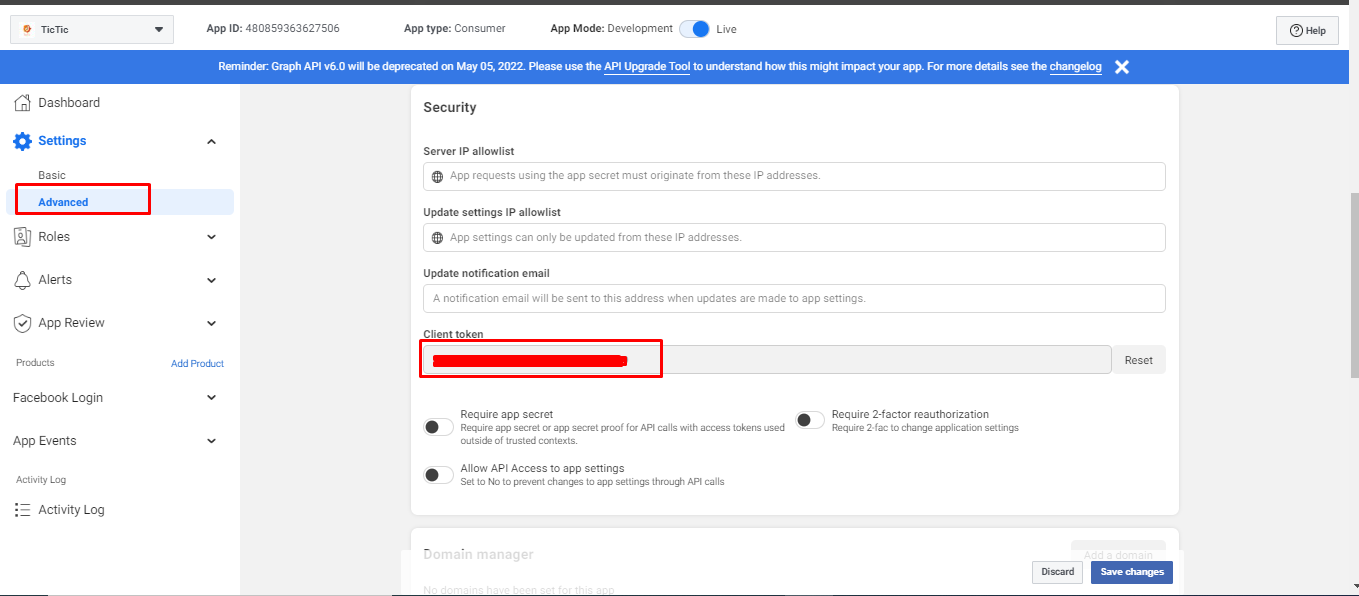 TicTic App ID: 480859363627506 App type: Consumer App Mode: Development Live Help
Reminder: Graph API v6.0 will be deprecated on May 05, 2022. Please use the API Upgrade Tool to understand how this might impact your app. For more details see the changelog
Dashboard
Settings
Basic
Advanced
Roles
Alerts
App Review
Products Add Product
Facebook Login
App Events
Activity Log
Activity Log
Security
Server IP allowlist
App requests using the app secret must originate from these IP addresses.
Update settings IP allowlist
App settings can only be updated from these IP addresses.
Update notification email
A notification email will be sent to this address when updates are made to app settings.
Client token
Reset
Require app secret
Require app secret or app secret proof for API calls with access tokens used
outside of trusted contexts.
Require 2-factor reauthorization
Require 2-fac to change application settings
Allow API Access to app settings
Set to No to prevent changes to app settings through API calls
Domain manager
Add a domain
No domains have been set for this app
Discard Save changes